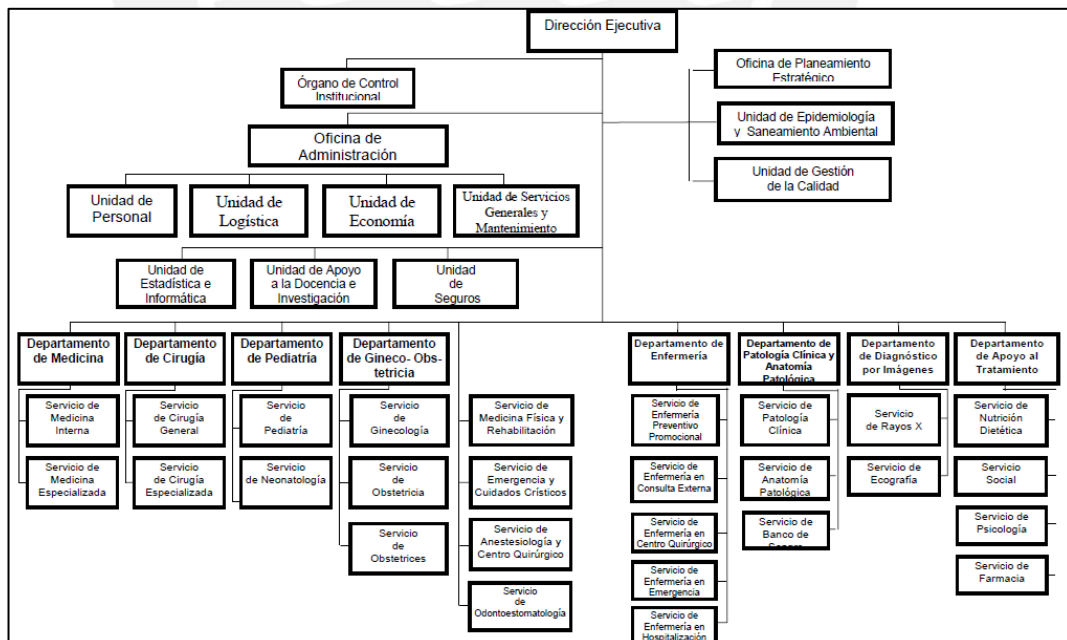 Dirección Ejecutiva
Oficina de Planeamiento
Estratégico
Órgano de Control
Institucional
Unidad de Epidemiología
y Saneamiento Ambiental
Oficina de
Administración
Unidad de Gestión
de la Calidad
Unidad de
Personal
Unidad de
Logística
Unidad de
Economía
Unidad de Servicios
Generales y
Mantenimiento
Unidad de
Estadística e
Informática
Unidad de Apoyo
a la Docencia e
Investigación
Unidad
de
Seguros
Departamento
de Medicina
Departamento
de Cirugía
Departamento
de Pediatría
Departamento
de Gineco- Obs-
tetricia
Departamento de
Enfermería
Departamento de
Patología Clínica y
Anatomía
Patológica
Departamento
de Diagnóstico
por Imágenes
Departamento
de Apoyo al
Tratamiento
Servicio de
Medicina
Interna
Servicio
de Cirugía
General
Servicio
de
Pediatría
Servicio
de
Ginecología
Servicio de
Medicina Física y
Rehabilitación
Servicio de
Enfermería
Preventivo
Promocional
Servicio de
Patología
Clínica
Servicio
de Rayos X
Servicio de
Nutrición
Dietética
Servicio de
Medicina
Especializada
Servicio
de Cirugía
Especializada
Servicio
de Neonatología
Servicio
de
Obstetricia
Servicio de
Emergencia y
Cuidados Crísticos
Servicio de
Enfermería en
Consulta Externa
Servicio de
Anatomía
Patológica
Servicio de
Ecografía
Servicio
Social
Servicio
de
Obstetrices
Servicio de
Anestesiología y
Centro Quirúrgico
Servicio de
Enfermería en
Centro Quirúrgico
Servicio de
Banco de
Servicio de
Psicología
Servicio
de
Odontoestomatología
Servicio de
Enfermería en
Emergencia
Servicio de
Farmacia
Servicio de
Enfermería en
Hospitalización